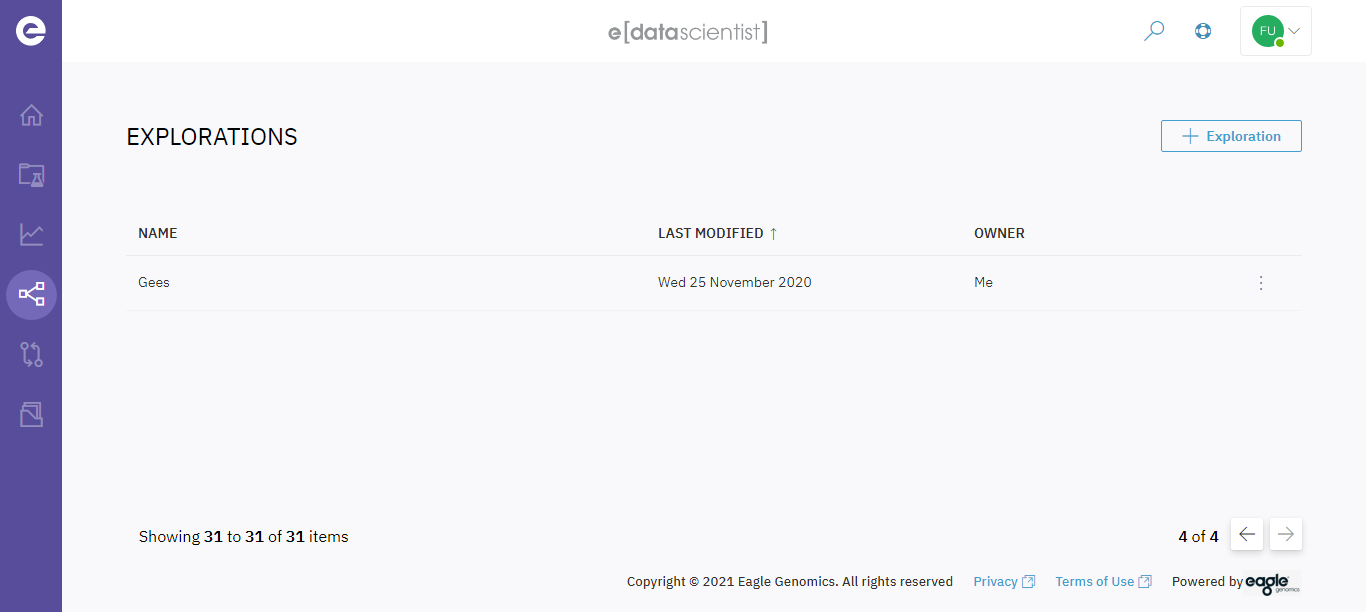 e[datascientist]
FU
EXPLORATIONS
Exploration
NAME LAST MODIFIED ↑ OWNER
Gees Wed 25 November 2020 Me
Showing 31 to 31 of 31 items
4 of 4
Copyright © 2021 Eagle Genomics. All rights reserved Privacy Terms of Use Powered by eagle genomics